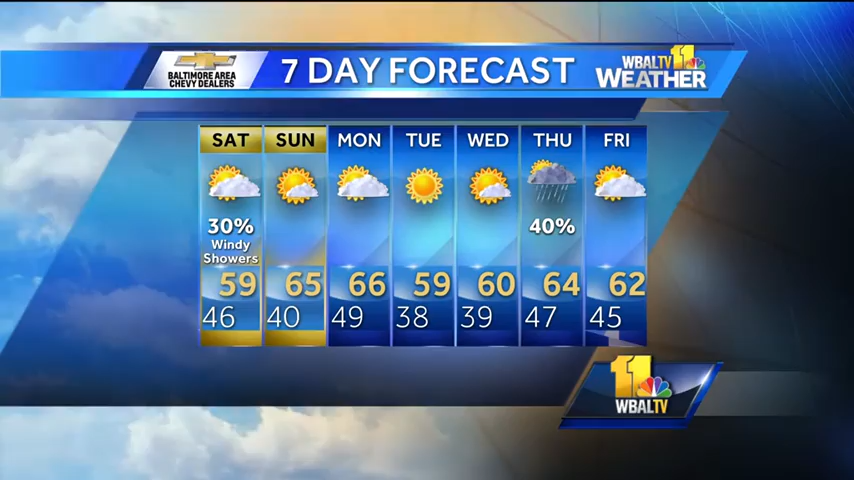 BALTIMORE AREA
CHEVY DEALERS
7 DAY FORECAST
WBALTV 11
WEATHER
SAT SUN MON TUE WED THU FRI
30% 40%
Windy
Showers
59 65 66 59 60 64 62
46 40 49 38 39 47 45
11
WBALTV